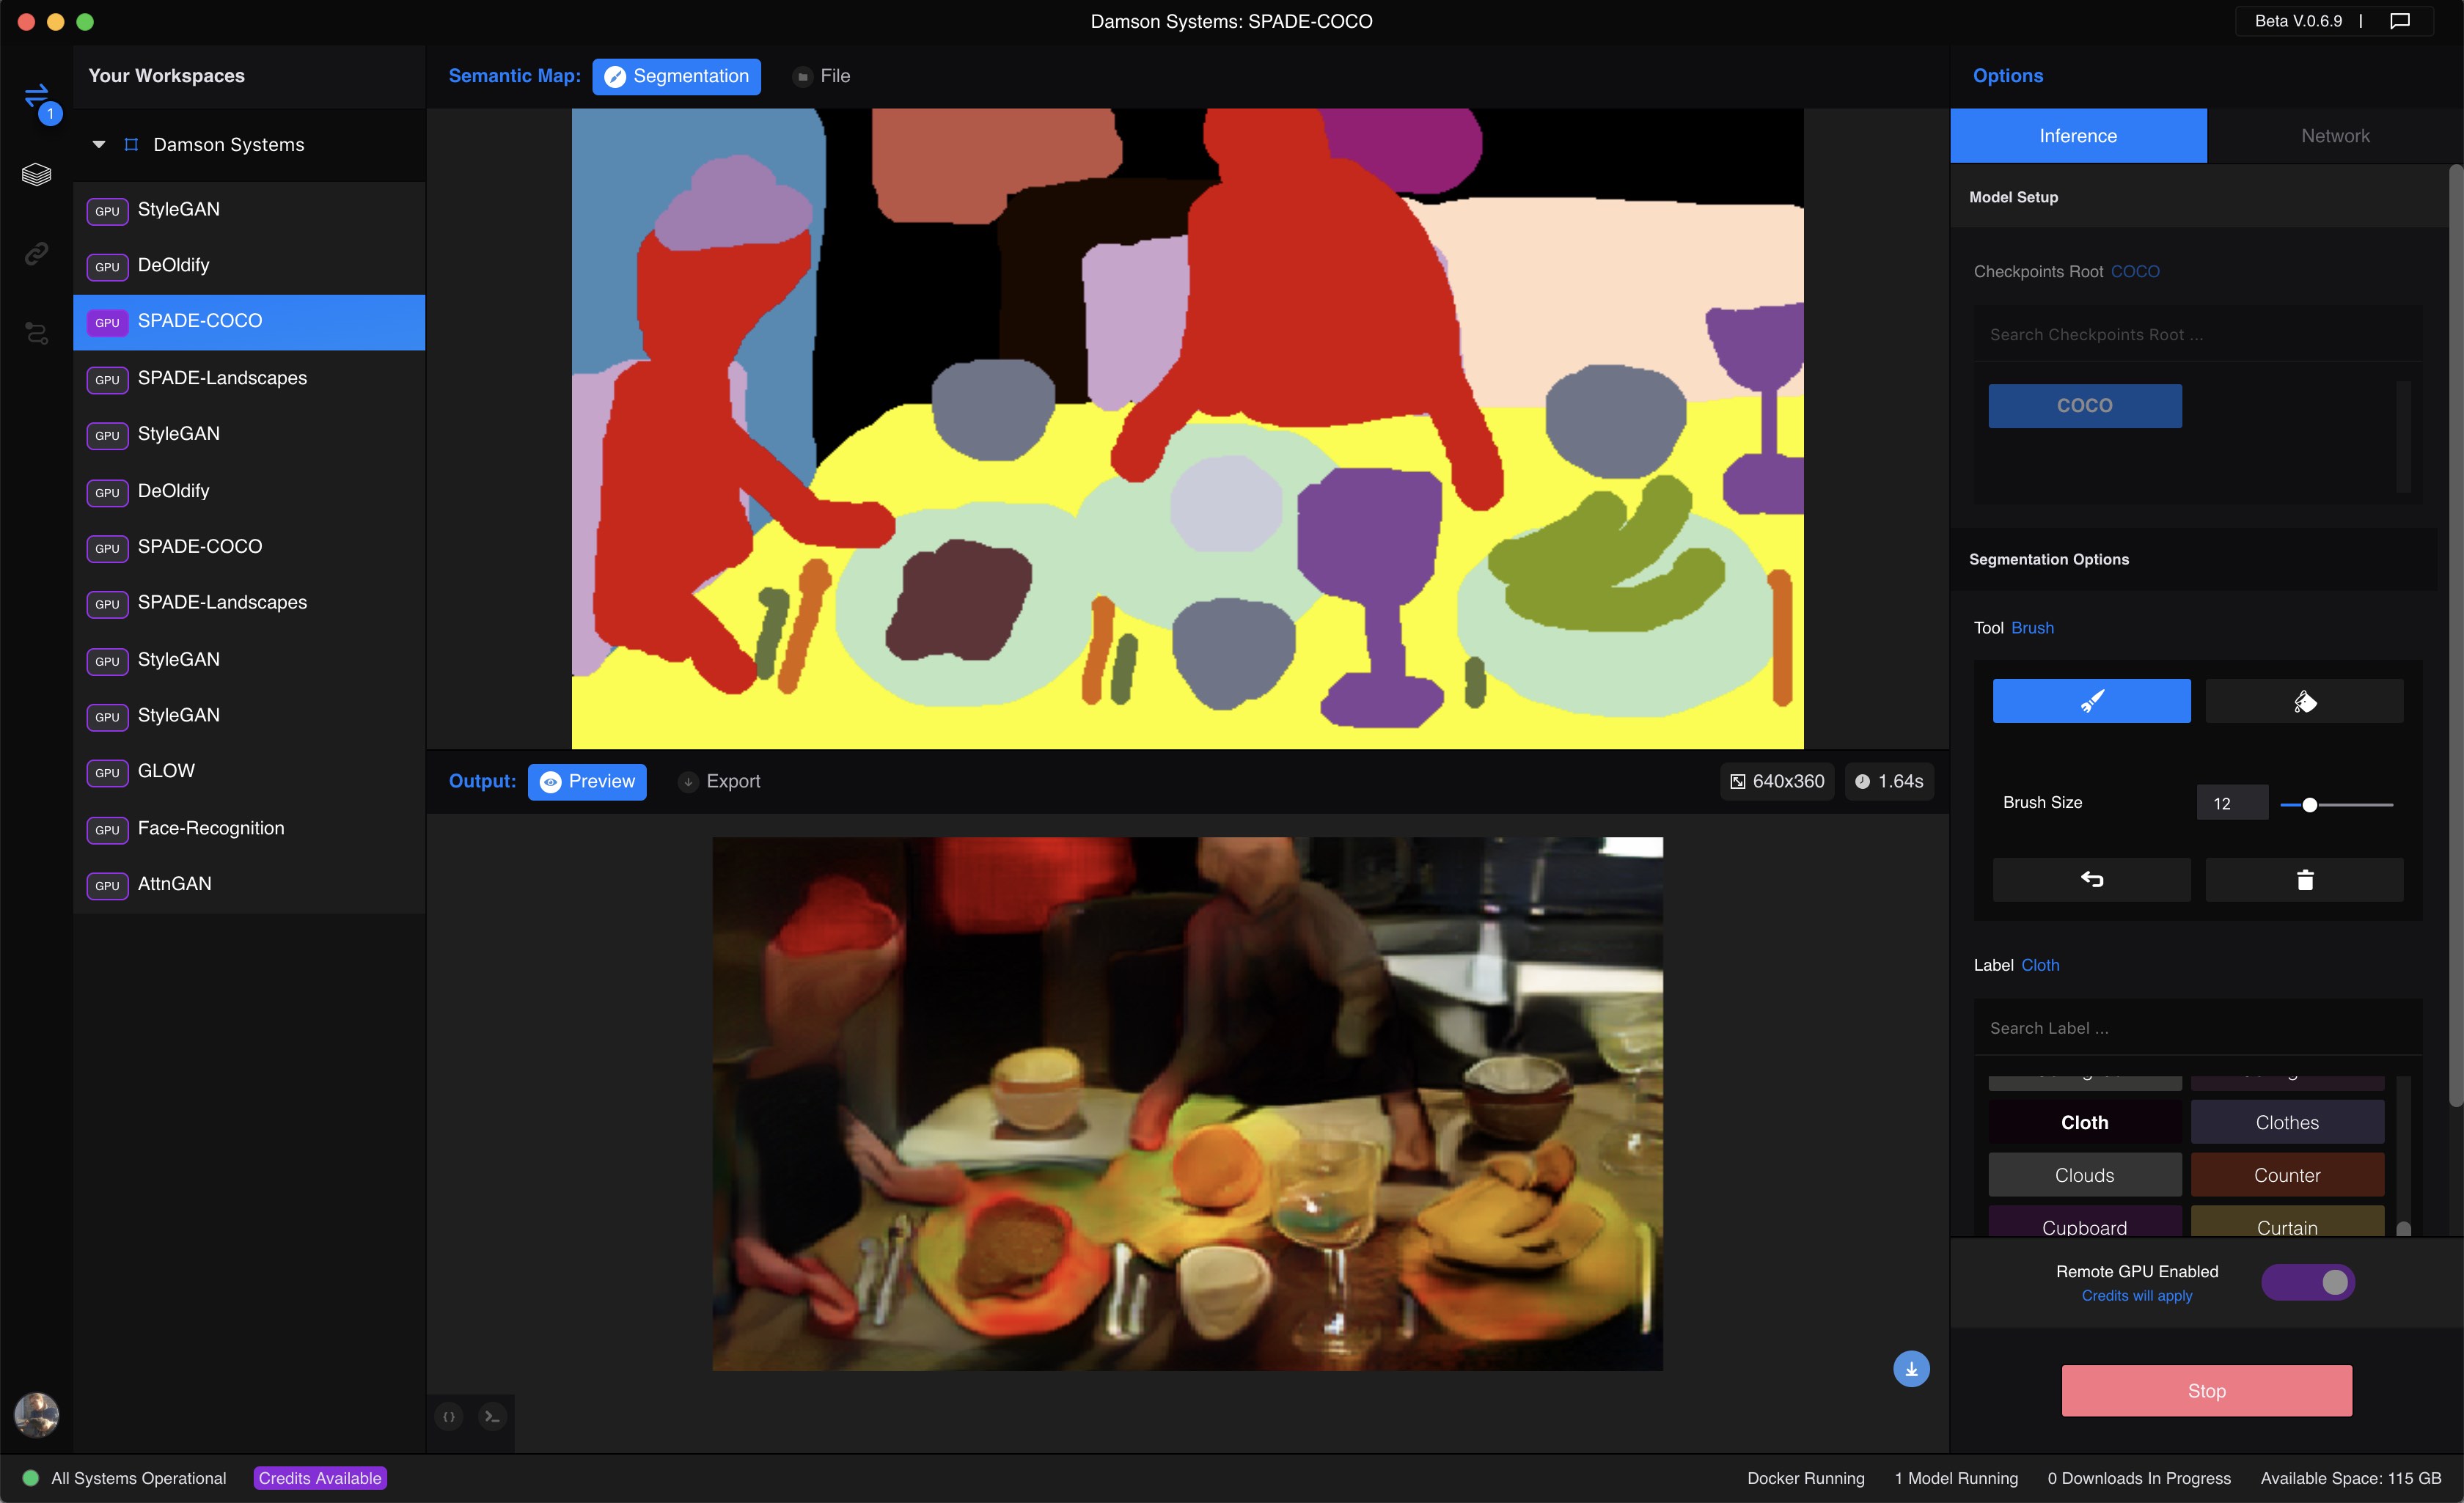 Damson Systems: SPADE-COCO
Beta V.0.6.9 |
Your Workspaces
1
Damson Systems
GPU StyleGAN
GPU DeOldify
GPU SPADE-COCO
GPU SPADE-Landscapes
GPU StyleGAN
GPU DeOldify
GPU SPADE-COCO
GPU SPADE-Landscapes
GPU StyleGAN
GPU StyleGAN
GPU GLOW
GPU Face-Recognition
GPU AttnGAN
Semantic Map: Segmentation File
Output: Preview Export
640x360 1.64s
Options
Inference Network
Model Setup
Checkpoints Root COCO
Search Checkpoints Root ...
COCO
Segmentation Options
Tool Brush
Brush Size 12
Label Cloth
Search Label ...
Cloth Clothes
Clouds Counter
Cupboard Curtain
Remote GPU Enabled
Credits will apply
Stop
All Systems Operational Credits Available
Docker Running 1 Model Running 0 Downloads In Progress Available Space: 115 GB